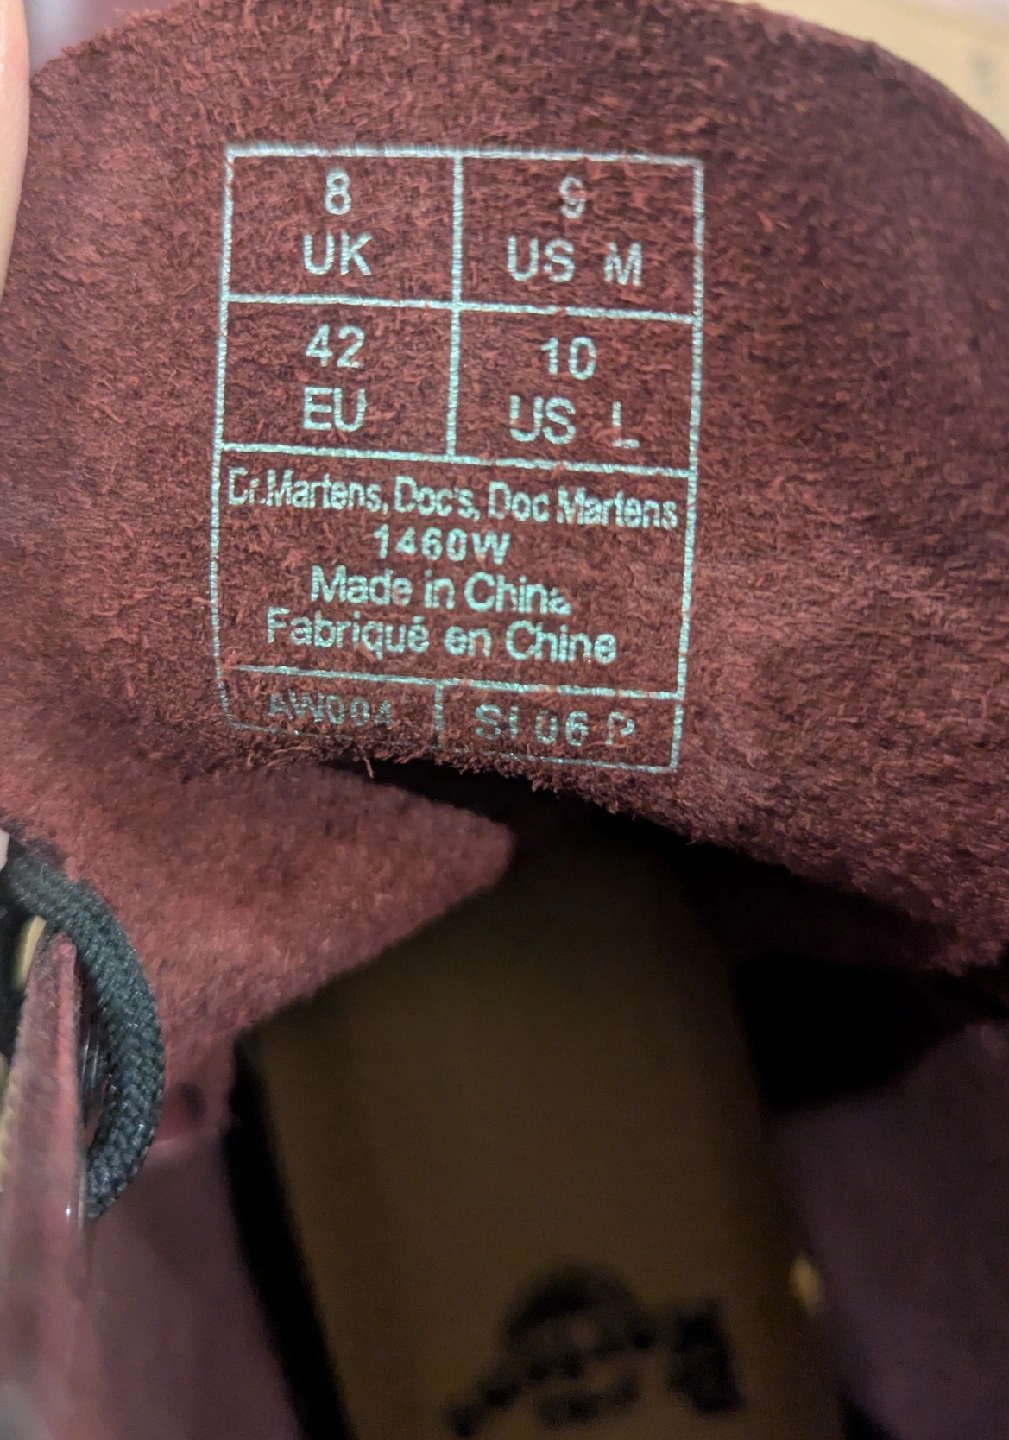 8
UK
9
US M
42
EU
10
US L
Dr.Martens, Doc's, Doc Martens
1460W
Made in China
Fabriqué en Chine
AW004
06 P